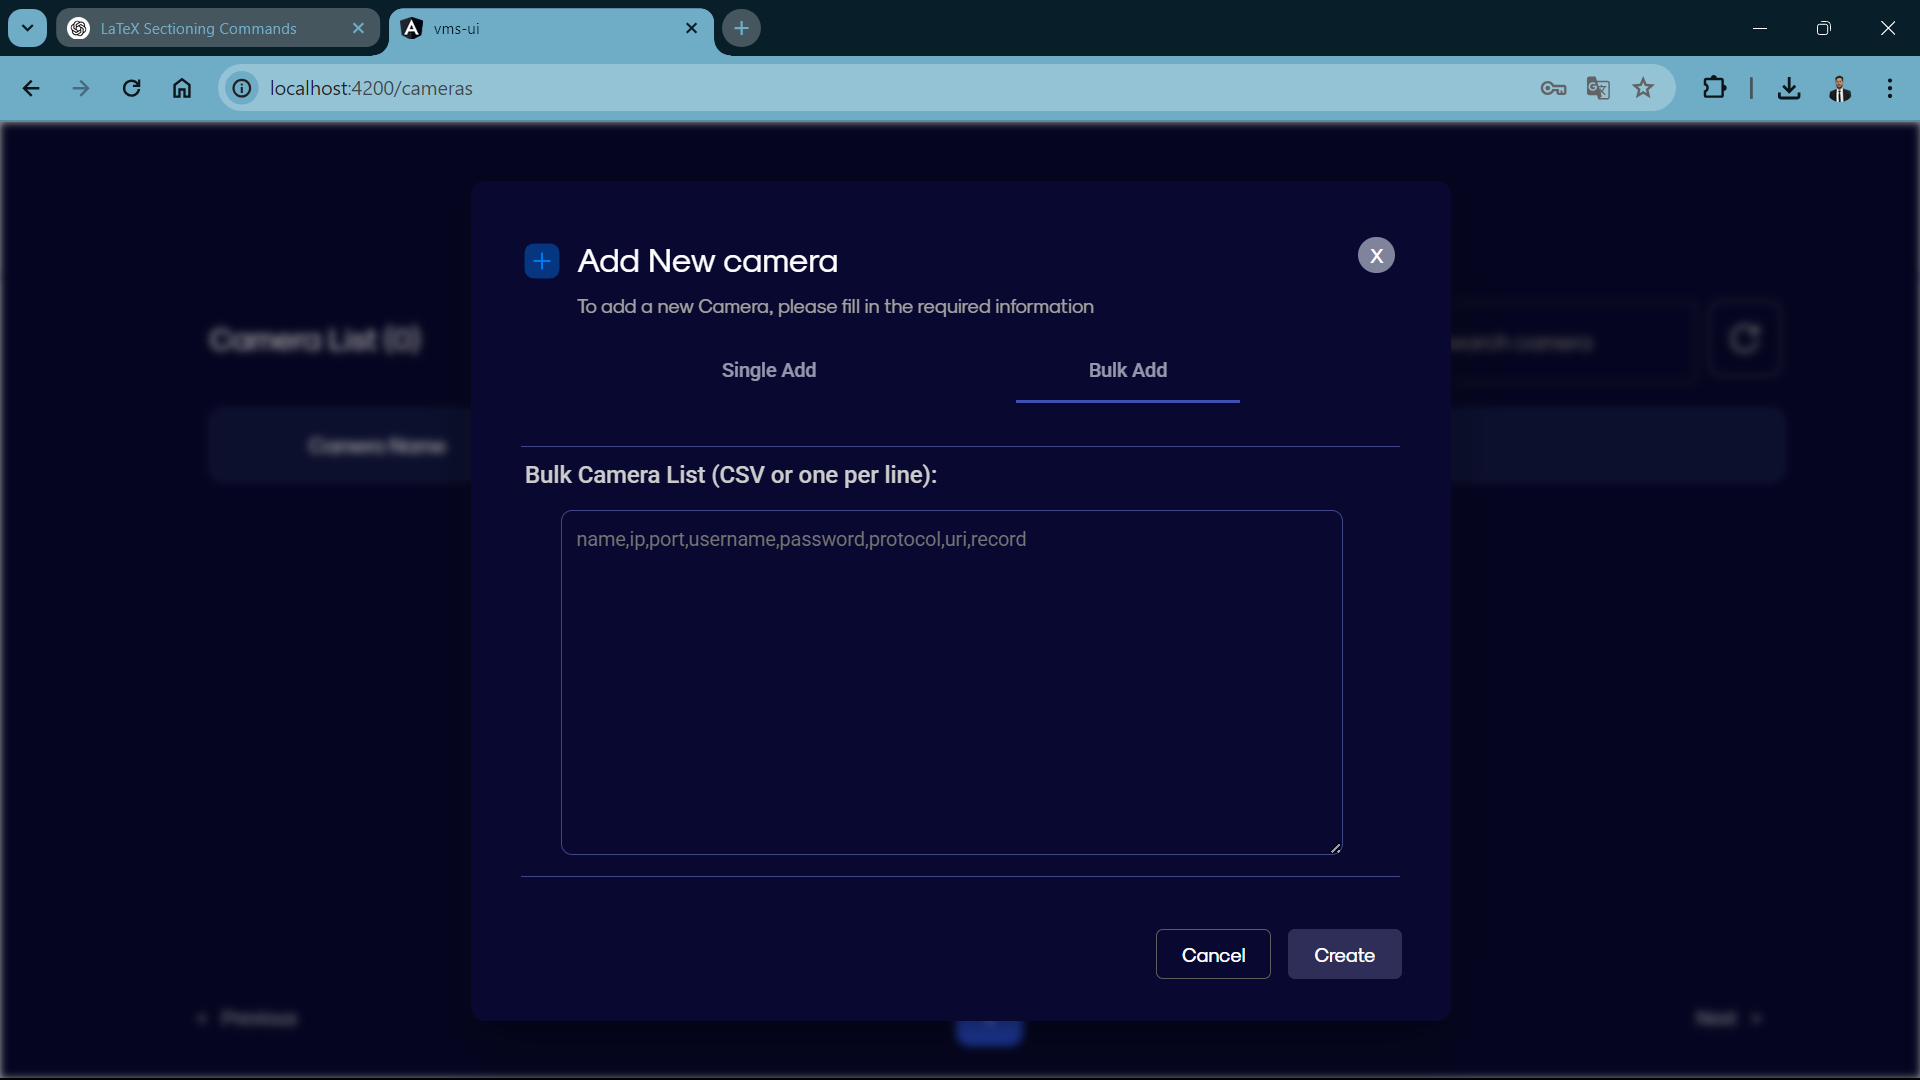 LaTeX Sectioning Commands
vms-ui
localhost:4200/cameras
Add New camera
X
To add a new Camera, please fill in the required information
Camera List (0)
Single Add
Bulk Add
Camera Name
Bulk Camera List (CSV or one per line):
name,ip,port,username,password,protocol,uri,record
Cancel
Create
Previous
Next